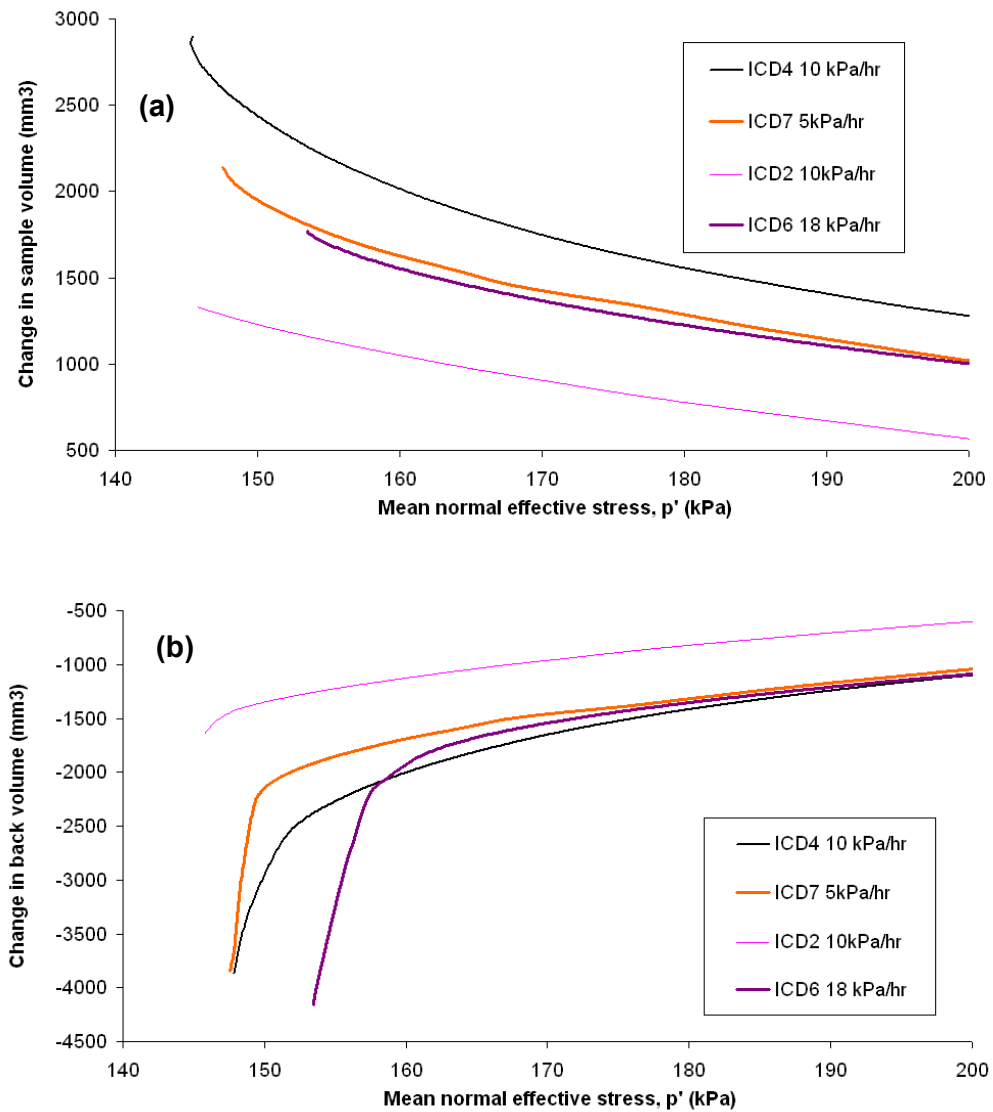 3000
2500
2000
1500
1000
500
Change in sample volume (mm3)
(a)
ICD4 10 kPa/hr
ICD7 5kPa/hr
ICD2 10kPa/hr
ICD6 18 kPa/hr
140 150 160 170 180 190 200
Mean normal effective stress, p' (kPa)
-500
-1000
-1500
-2000
-2500
-3000
-3500
-4000
-4500
Change in back volume (mm3)
(b)
ICD4 10 kPa/hr
ICD7 5kPa/hr
ICD2 10kPa/hr
ICD6 18 kPa/hr
140 150 160 170 180 190 200
Mean normal effective stress, p' (kPa)